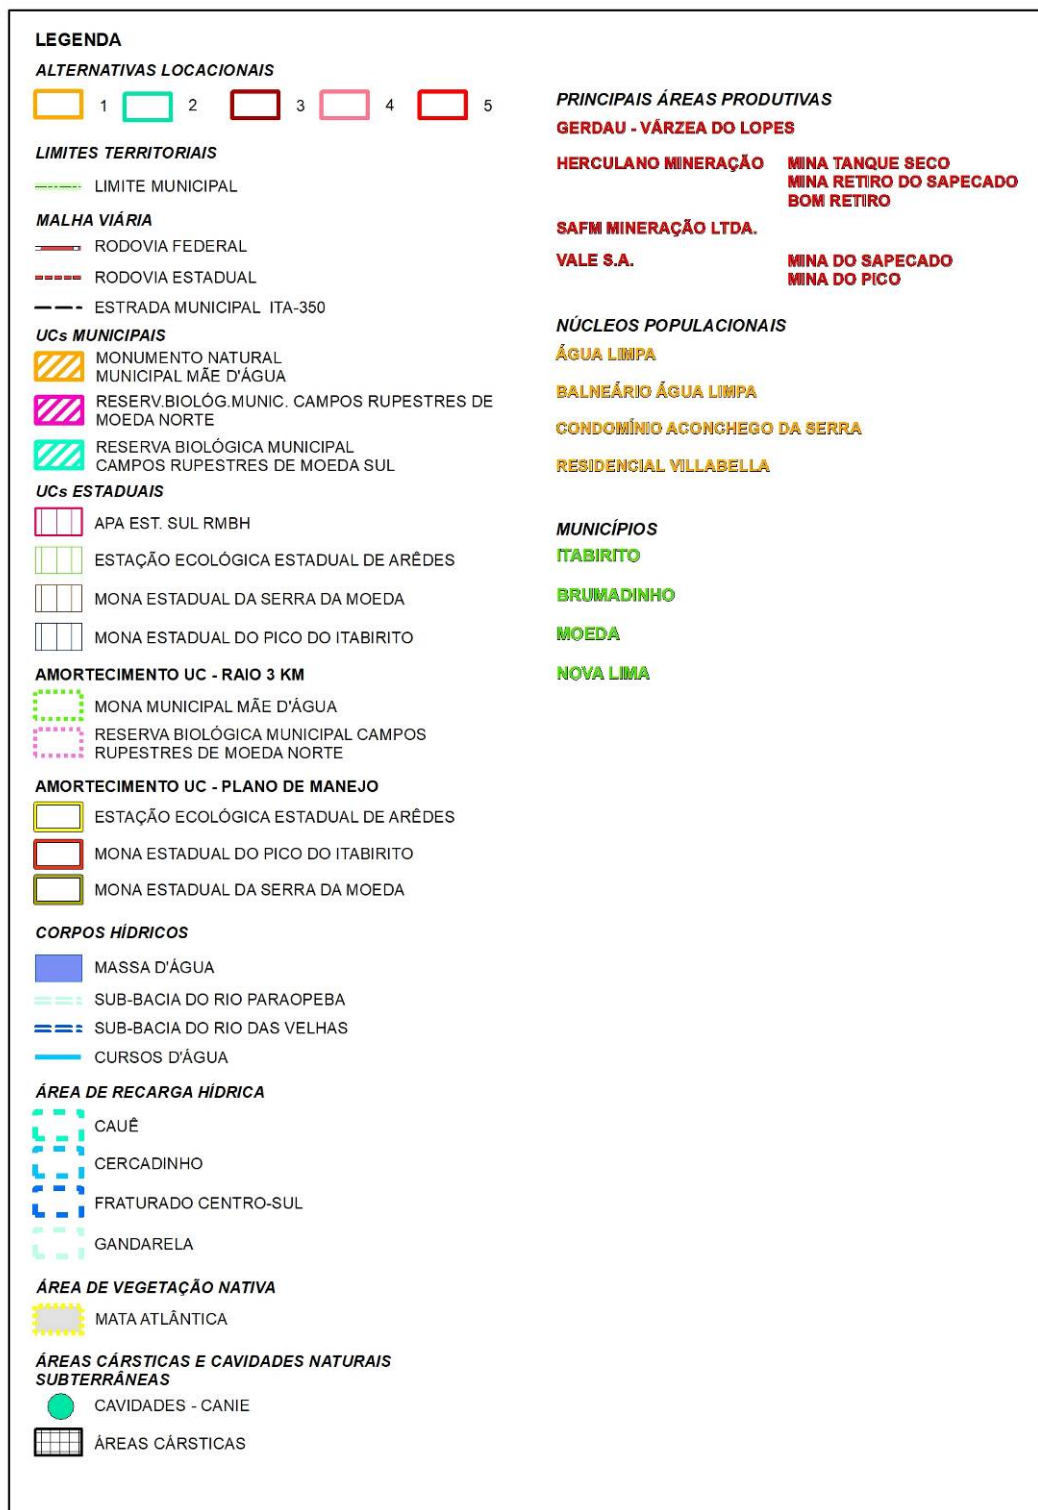 LEGENDA
ALTERNATIVAS LOCACIONAIS
1 2 3 4 5
LIMITES TERRITORIAIS
LIMITE MUNICIPAL
MALHA VIÁRIA
RODOVIA FEDERAL
RODOVIA ESTADUAL
ESTRADA MUNICIPAL ITA-350
UCs MUNICIPAIS
MONUMENTO NATURAL
MUNICIPAL MÃE D'ÁGUA
RESERV.BIOLÓG.MUNIC. CAMPOS RUPESTRES DE
MOEDA NORTE
RESERVA BIOLÓGICA MUNICIPAL
CAMPOS RUPESTRES DE MOEDA SUL
UCs ESTADUAIS
APA EST. SUL RMBH
ESTAÇÃO ECOLÓGICA ESTADUAL DE ARÊDES
MONA ESTADUAL DA SERRA DA MOEDA
MONA ESTADUAL DO PICO DO ITABIRITO
AMORTECIMENTO UC - RAIO 3 KM
MONA MUNICIPAL MÃE D'ÁGUA
RESERVA BIOLÓGICA MUNICIPAL CAMPOS
RUPESTRES DE MOEDA NORTE
AMORTECIMENTO UC - PLANO DE MANEJO
ESTAÇÃO ECOLÓGICA ESTADUAL DE ARÊDES
MONA ESTADUAL DO PICO DO ITABIRITO
MONA ESTADUAL DA SERRA DA MOEDA
CORPOS HÍDRICOS
MASSA D'ÁGUA
SUB-BACIA DO RIO PARAOPEBA
SUB-BACIA DO RIO DAS VELHAS
CURSOS D'ÁGUA
ÁREA DE RECARGA HÍDRICA
CAUÊ
CERCADINHO
FRATURADO CENTRO-SUL
GANDARELA
ÁREA DE VEGETAÇÃO NATIVA
MATA ATLÂNTICA
ÁREAS CÁRSTICAS E CAVIDADES NATURAIS
SUBTERRÂNEAS
CAVIDADES - CANIE
ÁREAS CÁRSTICAS
PRINCIPAIS ÁREAS PRODUTIVAS
GERDAU - VÁRZEA DO LOPES
HERCULANO MINERAÇÃO MINA TANQUE SECO
MINA RETIRO DO SAPECADO
BOM RETIRO
SAFM MINERAÇÃO LTDA.
VALE S.A. MINA DO SAPECADO
MINA DO PICO
NÚCLEOS POPULACIONAIS
ÁGUA LIMPA
BALNEÁRIO ÁGUA LIMPA
CONDOMÍNIO ACONCHEGO DA SERRA
RESIDENCIAL VILLABELLA
MUNICÍPIOS
ITABIRITO
BRUMADINHO
MOEDA
NOVA LIMA